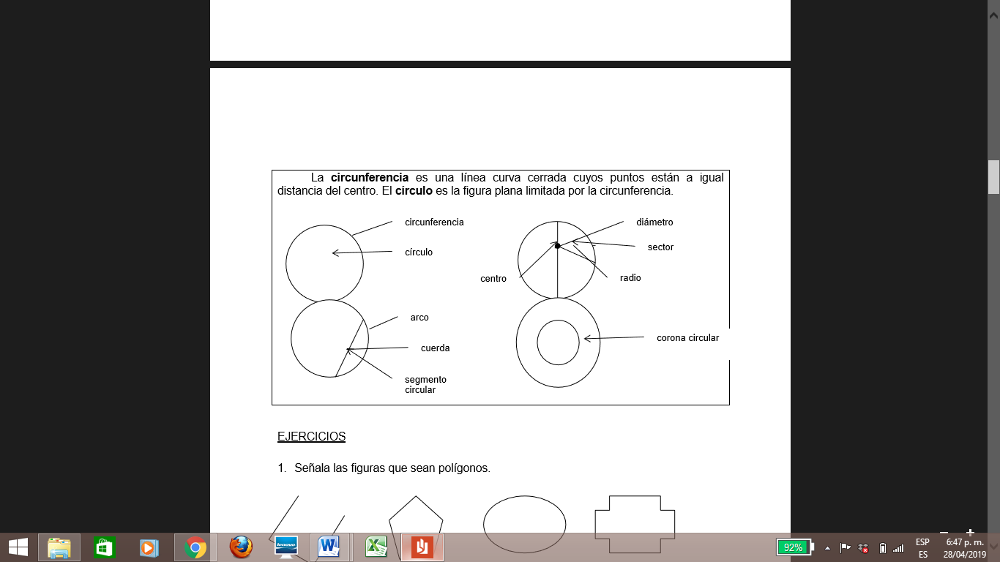 La circunferencia es una línea curva cerrada cuyos puntos están a igual
distancia del centro. El círculo es la figura plana limitada por la circunferencia.
circunferencia
círculo
diámetro
sector
centro
radio
arco
cuerda
segmento
circular
corona circular
EJERCICIOS
1. Señala las figuras que sean polígonos.
lenovo
92%
ESP
ES
6:47 p. m.
28/04/2019